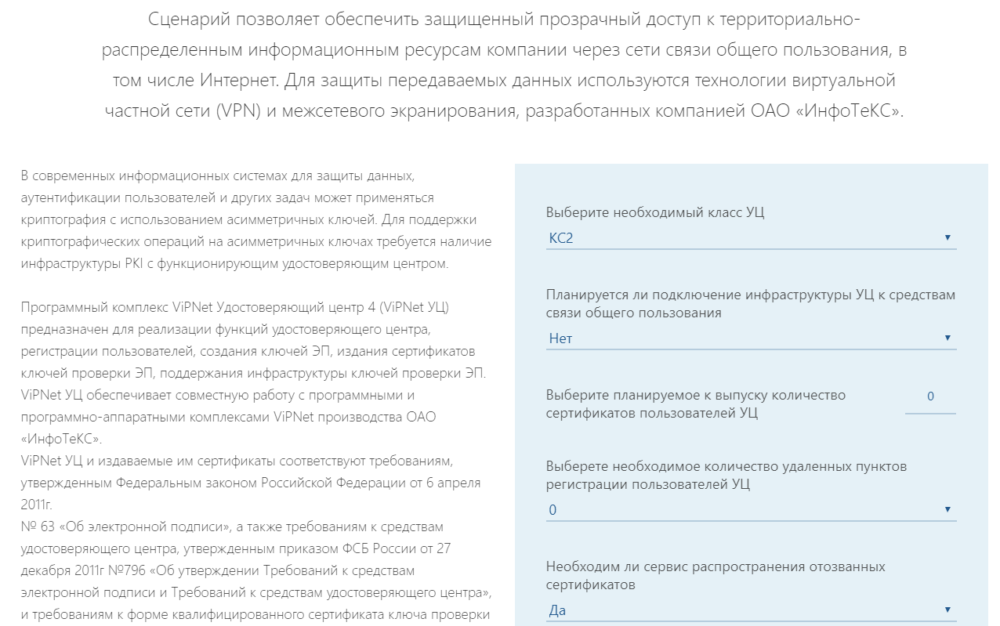 Сценарий позволяет обеспечить защищенный прозрачный доступ к территориально-
распределенным информационным ресурсам компании через сети связи общего пользования, в
том числе Интернет. Для защиты передаваемых данных используются технологии виртуальной
частной сети (VPN) и межсетевого экранирования, разработанных компанией ОАО «ИнфоТеКС».
В современных информационных системах для защиты данных,
аутентификации пользователей и других задач может применяться
криптография с использованием асимметричных ключей. Для поддержки
криптографических операций на асимметричных ключах требуется наличие
инфраструктуры PKI с функционирующим удостоверяющим центром.
Программный комплекс ViPNet Удостоверяющий центр 4 (ViPNet УЦ)
предназначен для реализации функций удостоверяющего центра,
регистрации пользователей, создания ключей ЭП, издания сертификатов
ключей проверки ЭП, поддержания инфраструктуры ключей проверки ЭП.
ViPNet УЦ обеспечивает совместную работу с программными и
программно-аппаратными комплексами ViPNet производства ОАО
«ИнфоТеКС».
ViPNet УЦ и издаваемые им сертификаты соответствуют требованиям,
утвержденным Федеральным законом Российской Федерации от 6 апреля
2011г.
№ 63 «Об электронной подписи», а также требованиям к средствам
удостоверяющего центра, утвержденным приказом ФСБ России от 27
декабря 2011г №796 «Об утверждении Требований к средствам
электронной подписи и Требований к средствам удостоверяющего центра»,
и требованиям к форме квалифицированного сертификата ключа проверки
Выберите необходимый класс УЦ
КС2
Планируется ли подключение инфраструктуры УЦ к средствам
связи общего пользования
Нет
Выберите планируемое к выпуску количество
сертификатов пользователей УЦ
0
Выберете необходимое количество удаленных пунктов
регистрации пользователей УЦ
0
Необходим ли сервис распространения отозванных
сертификатов
Да